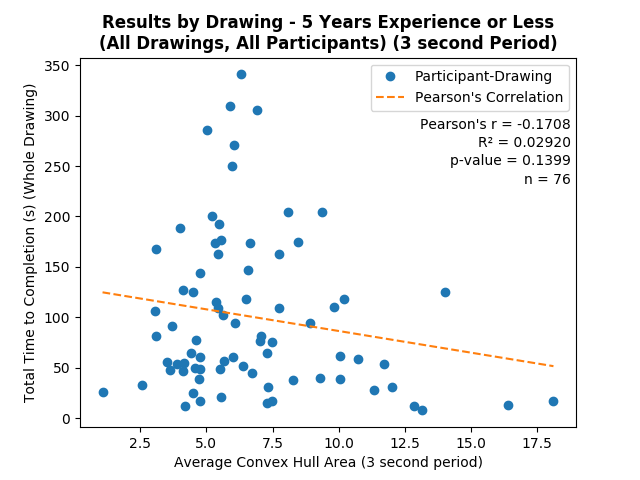 Results by Drawing - 5 Years Experience or Less
(All Drawings, All Participants) (3 second Period)
Participant-Drawing
Pearson's Correlation
Pearson's r = -0.1708
R² = 0.02920
p-value = 0.1399
n = 76
Total Time to Completion (s) (Whole Drawing)
350
300
250
200
150
100
50
0
2.5 5.0 7.5 10.0 12.5 15.0 17.5
Average Convex Hull Area (3 second period)